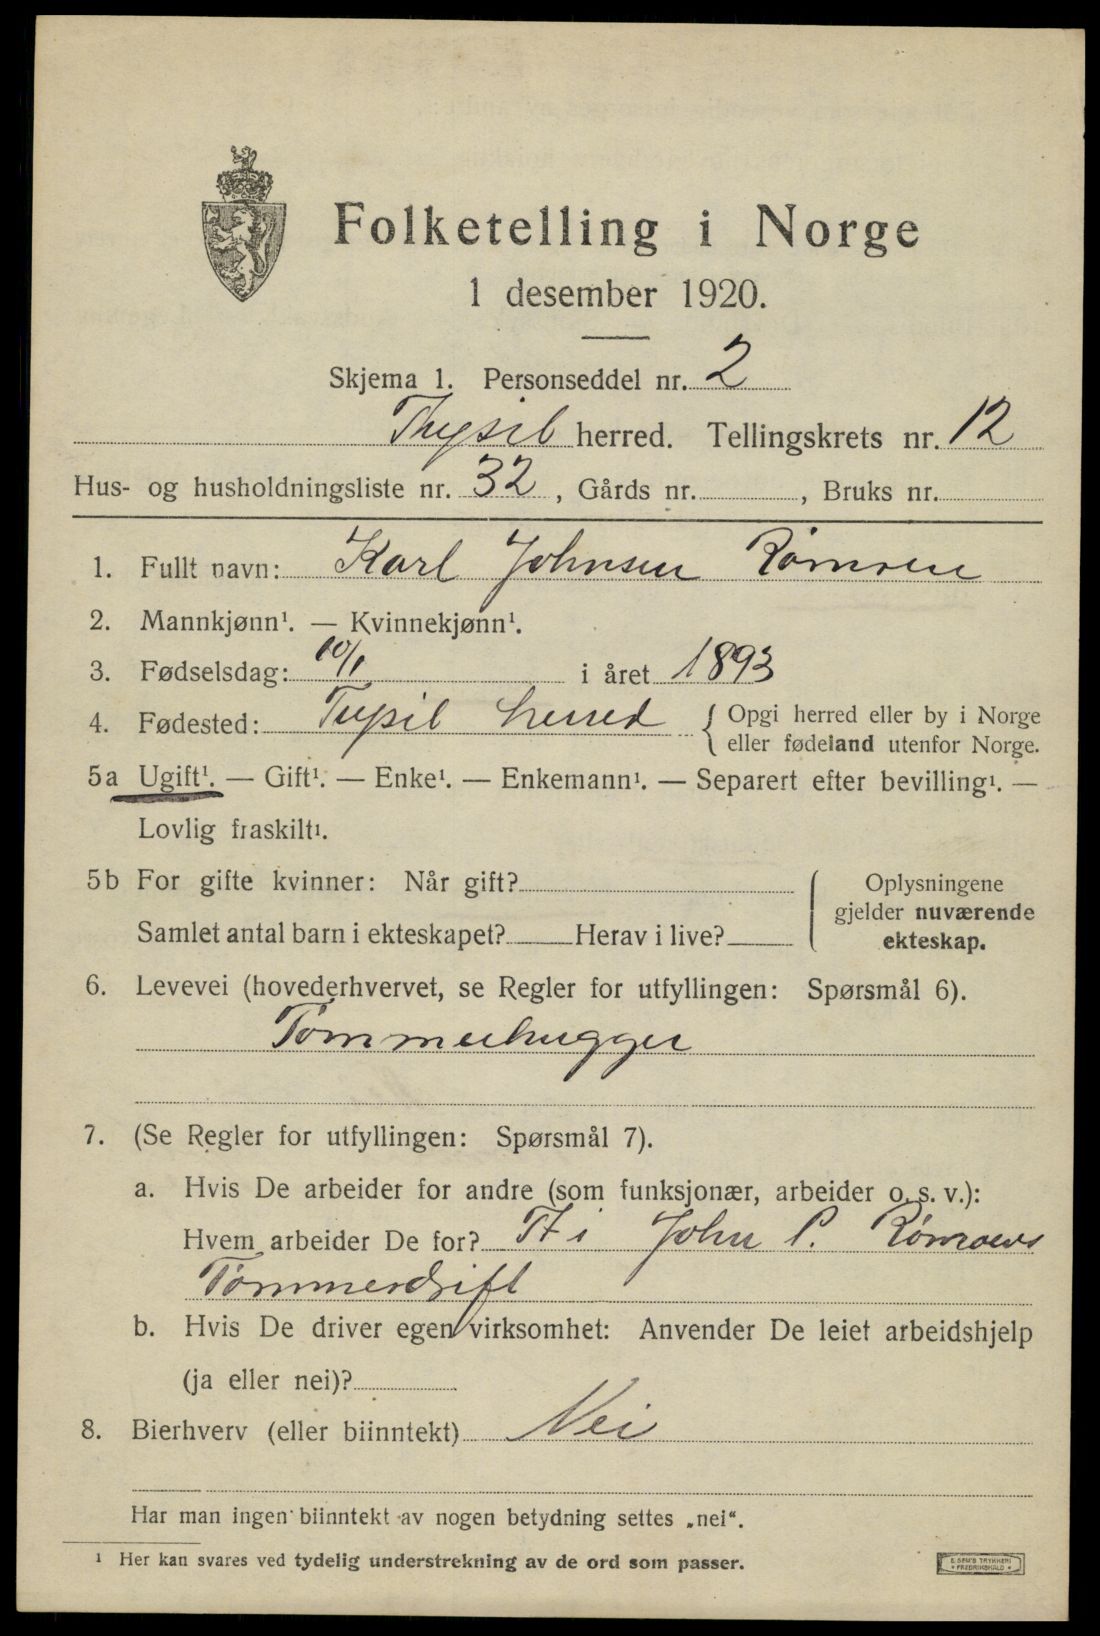 Folketelling i Norge
1 desember 1920.
Skjema 1. Personseddel nr. 2
Trysil herred. Tellingskrets nr. 12
Hus- og husholdningsliste nr. 32, Gårds nr. , Bruks nr.
1. Fullt navn: Karl Johnsen Rømoen
2. Mannkjønn¹. — Kvinnekjønn¹.
3. Fødselsdag: 10/1 i året 1893
4. Fødested: Trysil herred { Opgi herred eller by i Norge
eller fødeland utenfor Norge.
5a Ugift¹. — Gift¹. — Enke¹. — Enkemann¹. — Separert efter bevilling¹. —
Lovlig fraskilt¹.
5b For gifte kvinner: Når gift?
Samlet antal barn i ekteskapet? Herav i live?
Oplysningene
gjelder nuværende
ekteskap.
6. Levevei (hovederhvervet, se Regler for utfyllingen: Spørsmål 6).
Tømmerhugger
7. (Se Regler for utfyllingen: Spørsmål 7).
a. Hvis De arbeider for andre (som funksjonær, arbeider o. s. v.):
Hvem arbeider De for? i John P. Rømoens
Tømmerdrift
b. Hvis De driver egen virksomhet: Anvender De leiet arbeidshjelp
(ja eller nei)?
8. Bierhverv (eller biinntekt) Nei
Har man ingen biinntekt av nogen betydning settes „nei“.
¹ Her kan svares ved tydelig understrekning av de ord som passer.
E. SEM'S TRYKKERI
FREDRIKSHALD